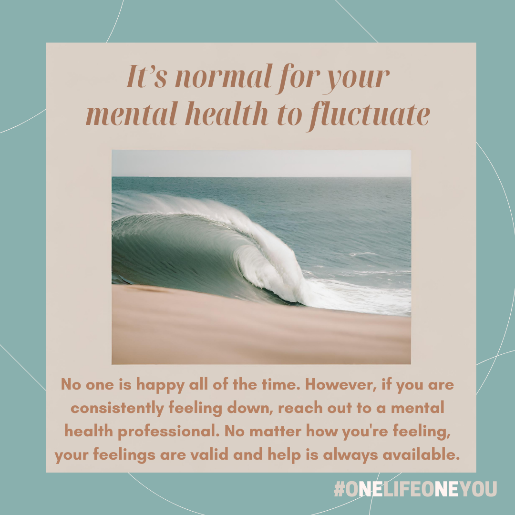 It’s normal for your
mental health to fluctuate
No one is happy all of the time. However, if you are
consistently feeling down, reach out to a mental
health professional. No matter how you're feeling,
your feelings are valid and help is always available.
#ONELIFEONEYOU